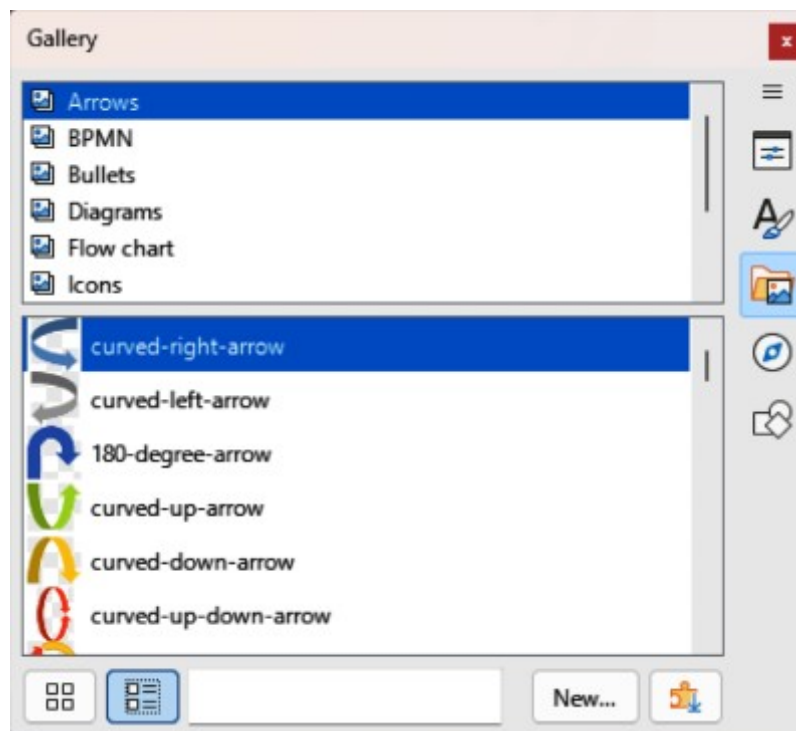 Gallery
Arrows
BPMN
Bullets
Diagrams
Flow chart
Icons
curved-right-arrow
curved-left-arrow
180-degree-arrow
curved-up-arrow
curved-down-arrow
curved-up-down-arrow
New...